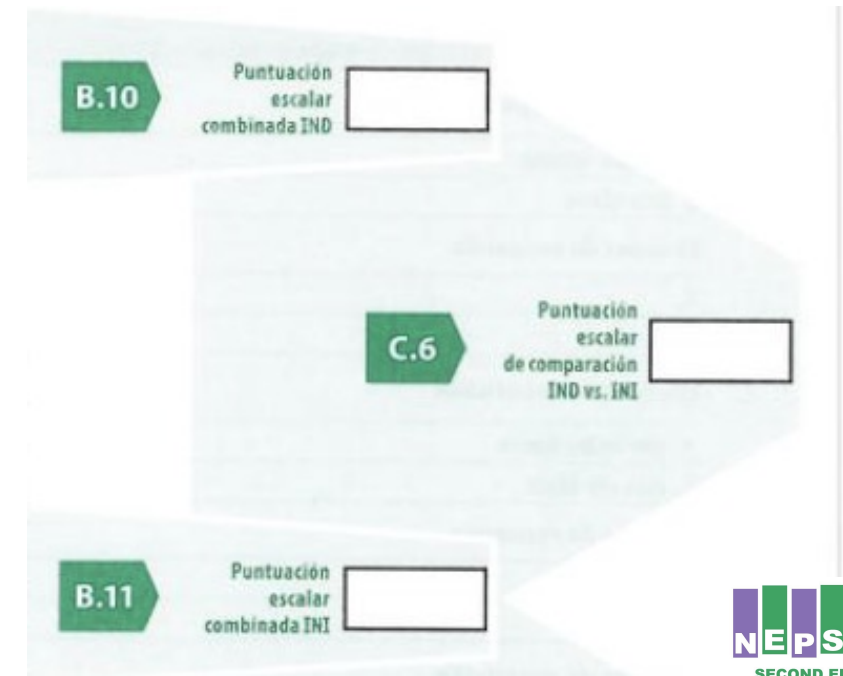 B.10
Puntuación
escalar
combinada IND
C.6
Puntuación
escalar
de comparación
IND vs. INI
B.11
Puntuación
escalar
combinada INI
NEPS